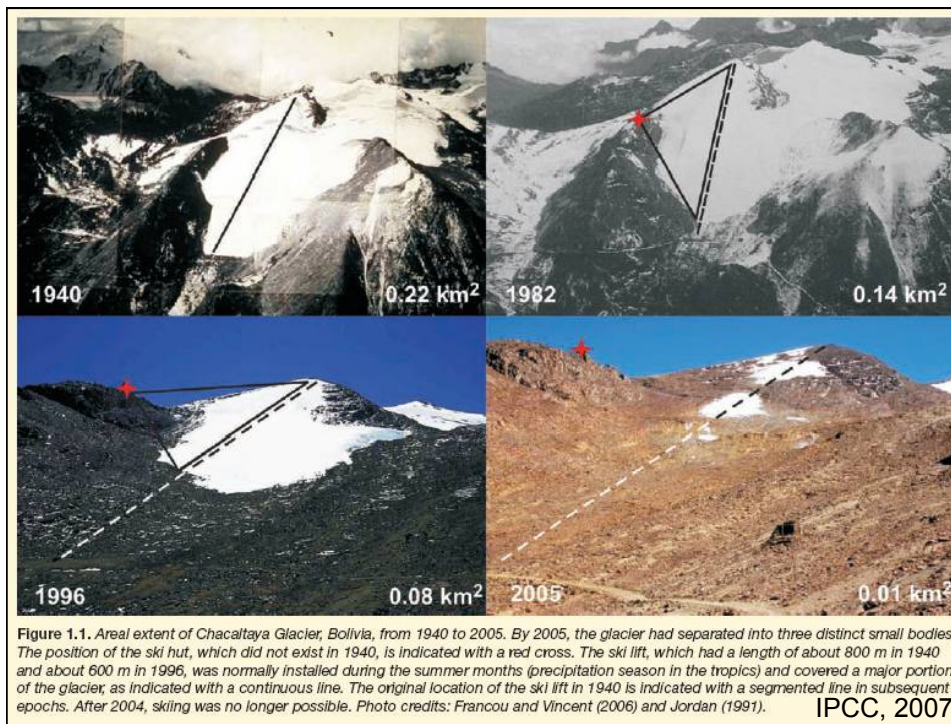 1940 0.22 km²
1982 0.14 km²
1996 0.08 km²
2005 0.01 km²
Figure 1.1. Areal extent of Chacaltaya Glacier, Bolivia, from 1940 to 2005. By 2005, the glacier had separated into three distinct small bodies
The position of the ski hut, which did not exist in 1940, is indicated with a red cross. The ski lift, which had a length of about 800 m in 1940
and about 600 m in 1996, was normally installed during the summer months (precipitation season in the tropics) and covered a major portion
of the glacier, as indicated with a continuous line. The original location of the ski lift in 1940 is indicated with a segmented line in subsequent
epochs. After 2004, skiing was no longer possible. Photo credits: Francou and Vincent (2006) and Jordan (1991).
IPCC, 2007